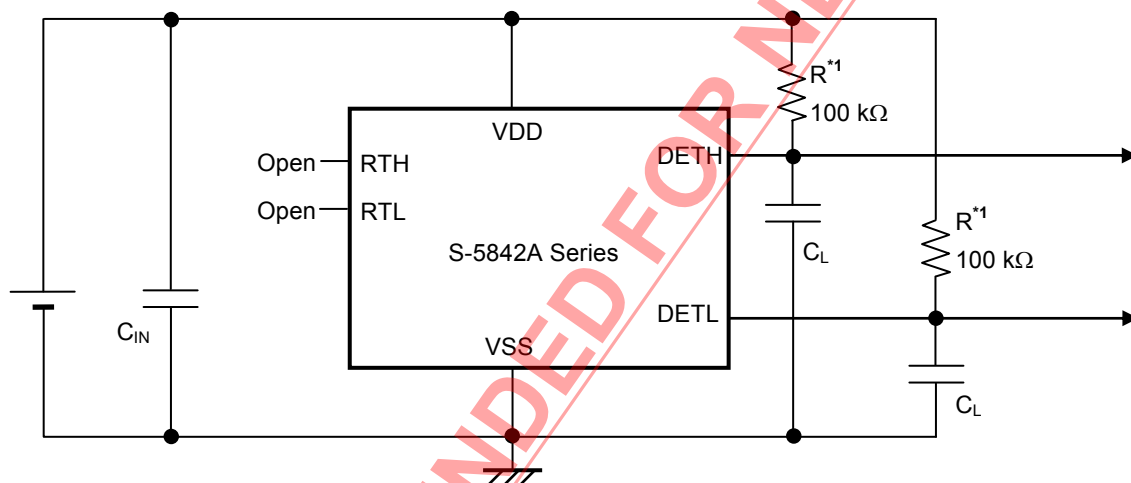 R*1
100 kΩ
VDD
DETH
Open
RTH
Open
RTL
R*1
100 kΩ
S-5842A Series
CL
CIN
DETL
VSS
CL
NDED FOR NE